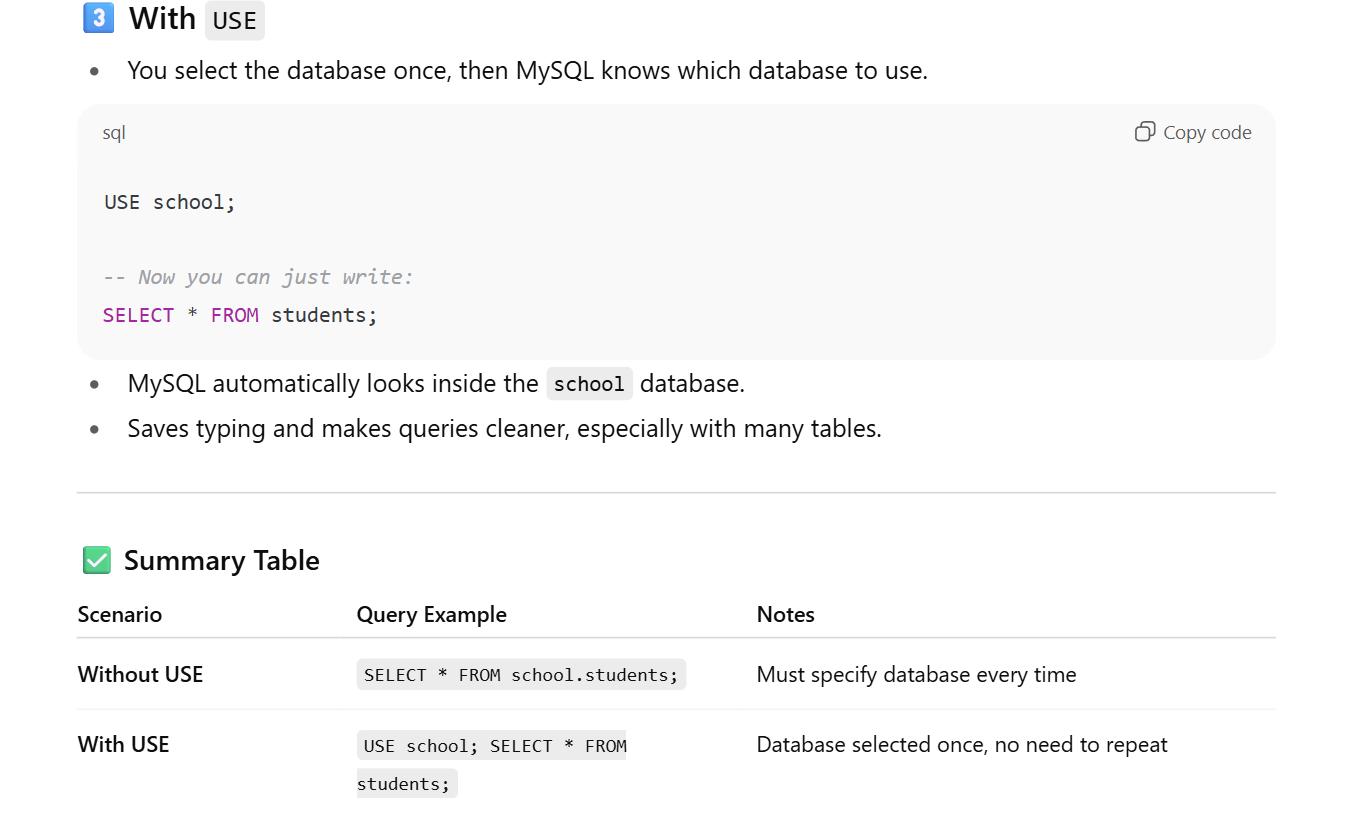 3 With USE
• You select the database once, then MySQL knows which database to use.
sql
Copy code
USE school;
-- Now you can just write:
SELECT * FROM students;
• MySQL automatically looks inside the school database.
• Saves typing and makes queries cleaner, especially with many tables.
✅ Summary Table
Scenario Query Example Notes
Without USE SELECT * FROM school.students; Must specify database every time
With USE USE school; SELECT * FROM Database selected once, no need to repeat
students;